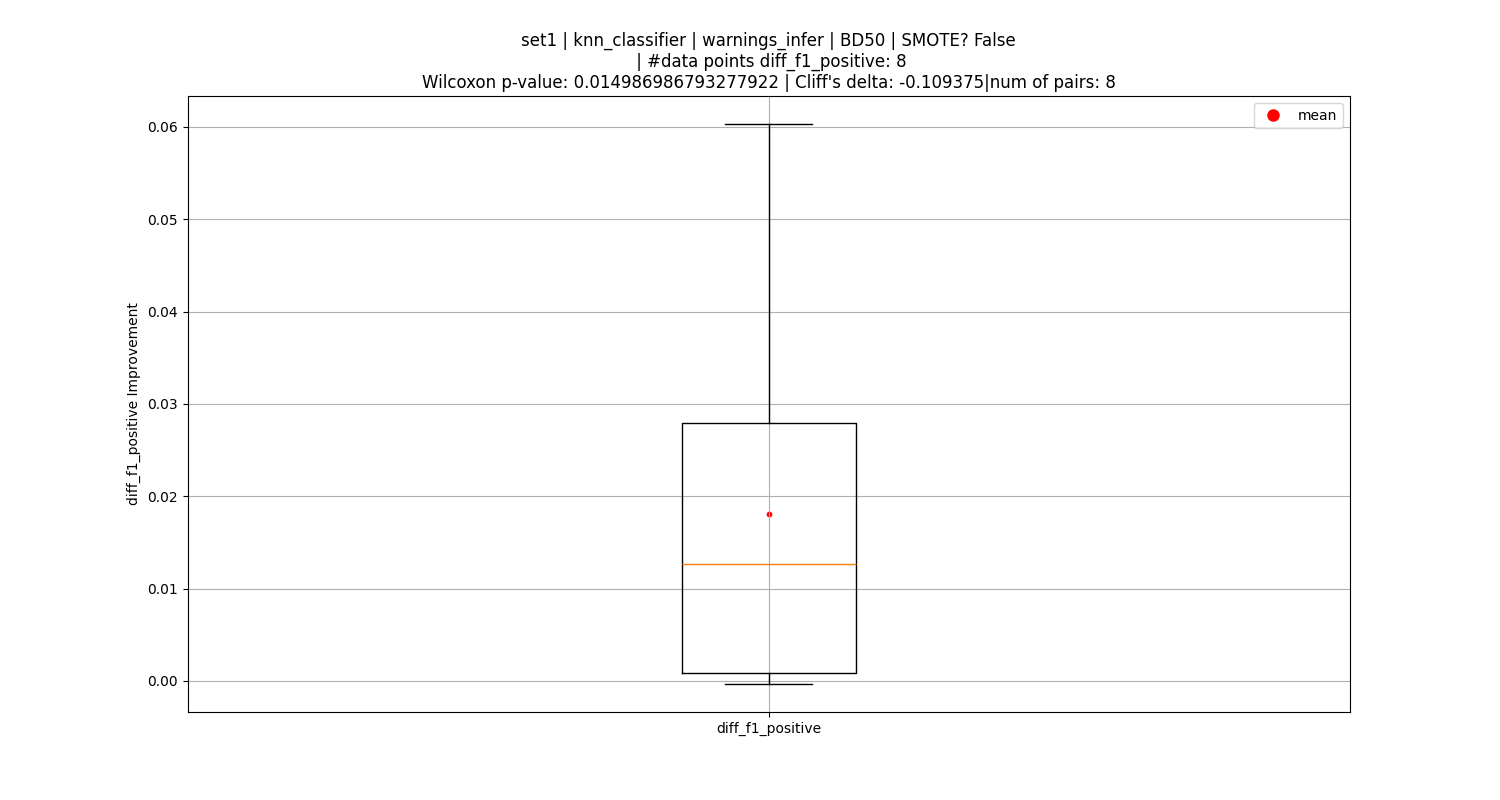 set1 | knn_classifier | warnings_infer | BD50 | SMOTE? False
| #data points diff_f1_positive: 8
Wilcoxon p-value: 0.014986986793277922 | Cliff's delta: -0.109375|num of pairs: 8
mean
0.06
0.05
0.04
0.03
0.02
0.01
0.00
diff_f1_positive Improvement
diff_f1_positive